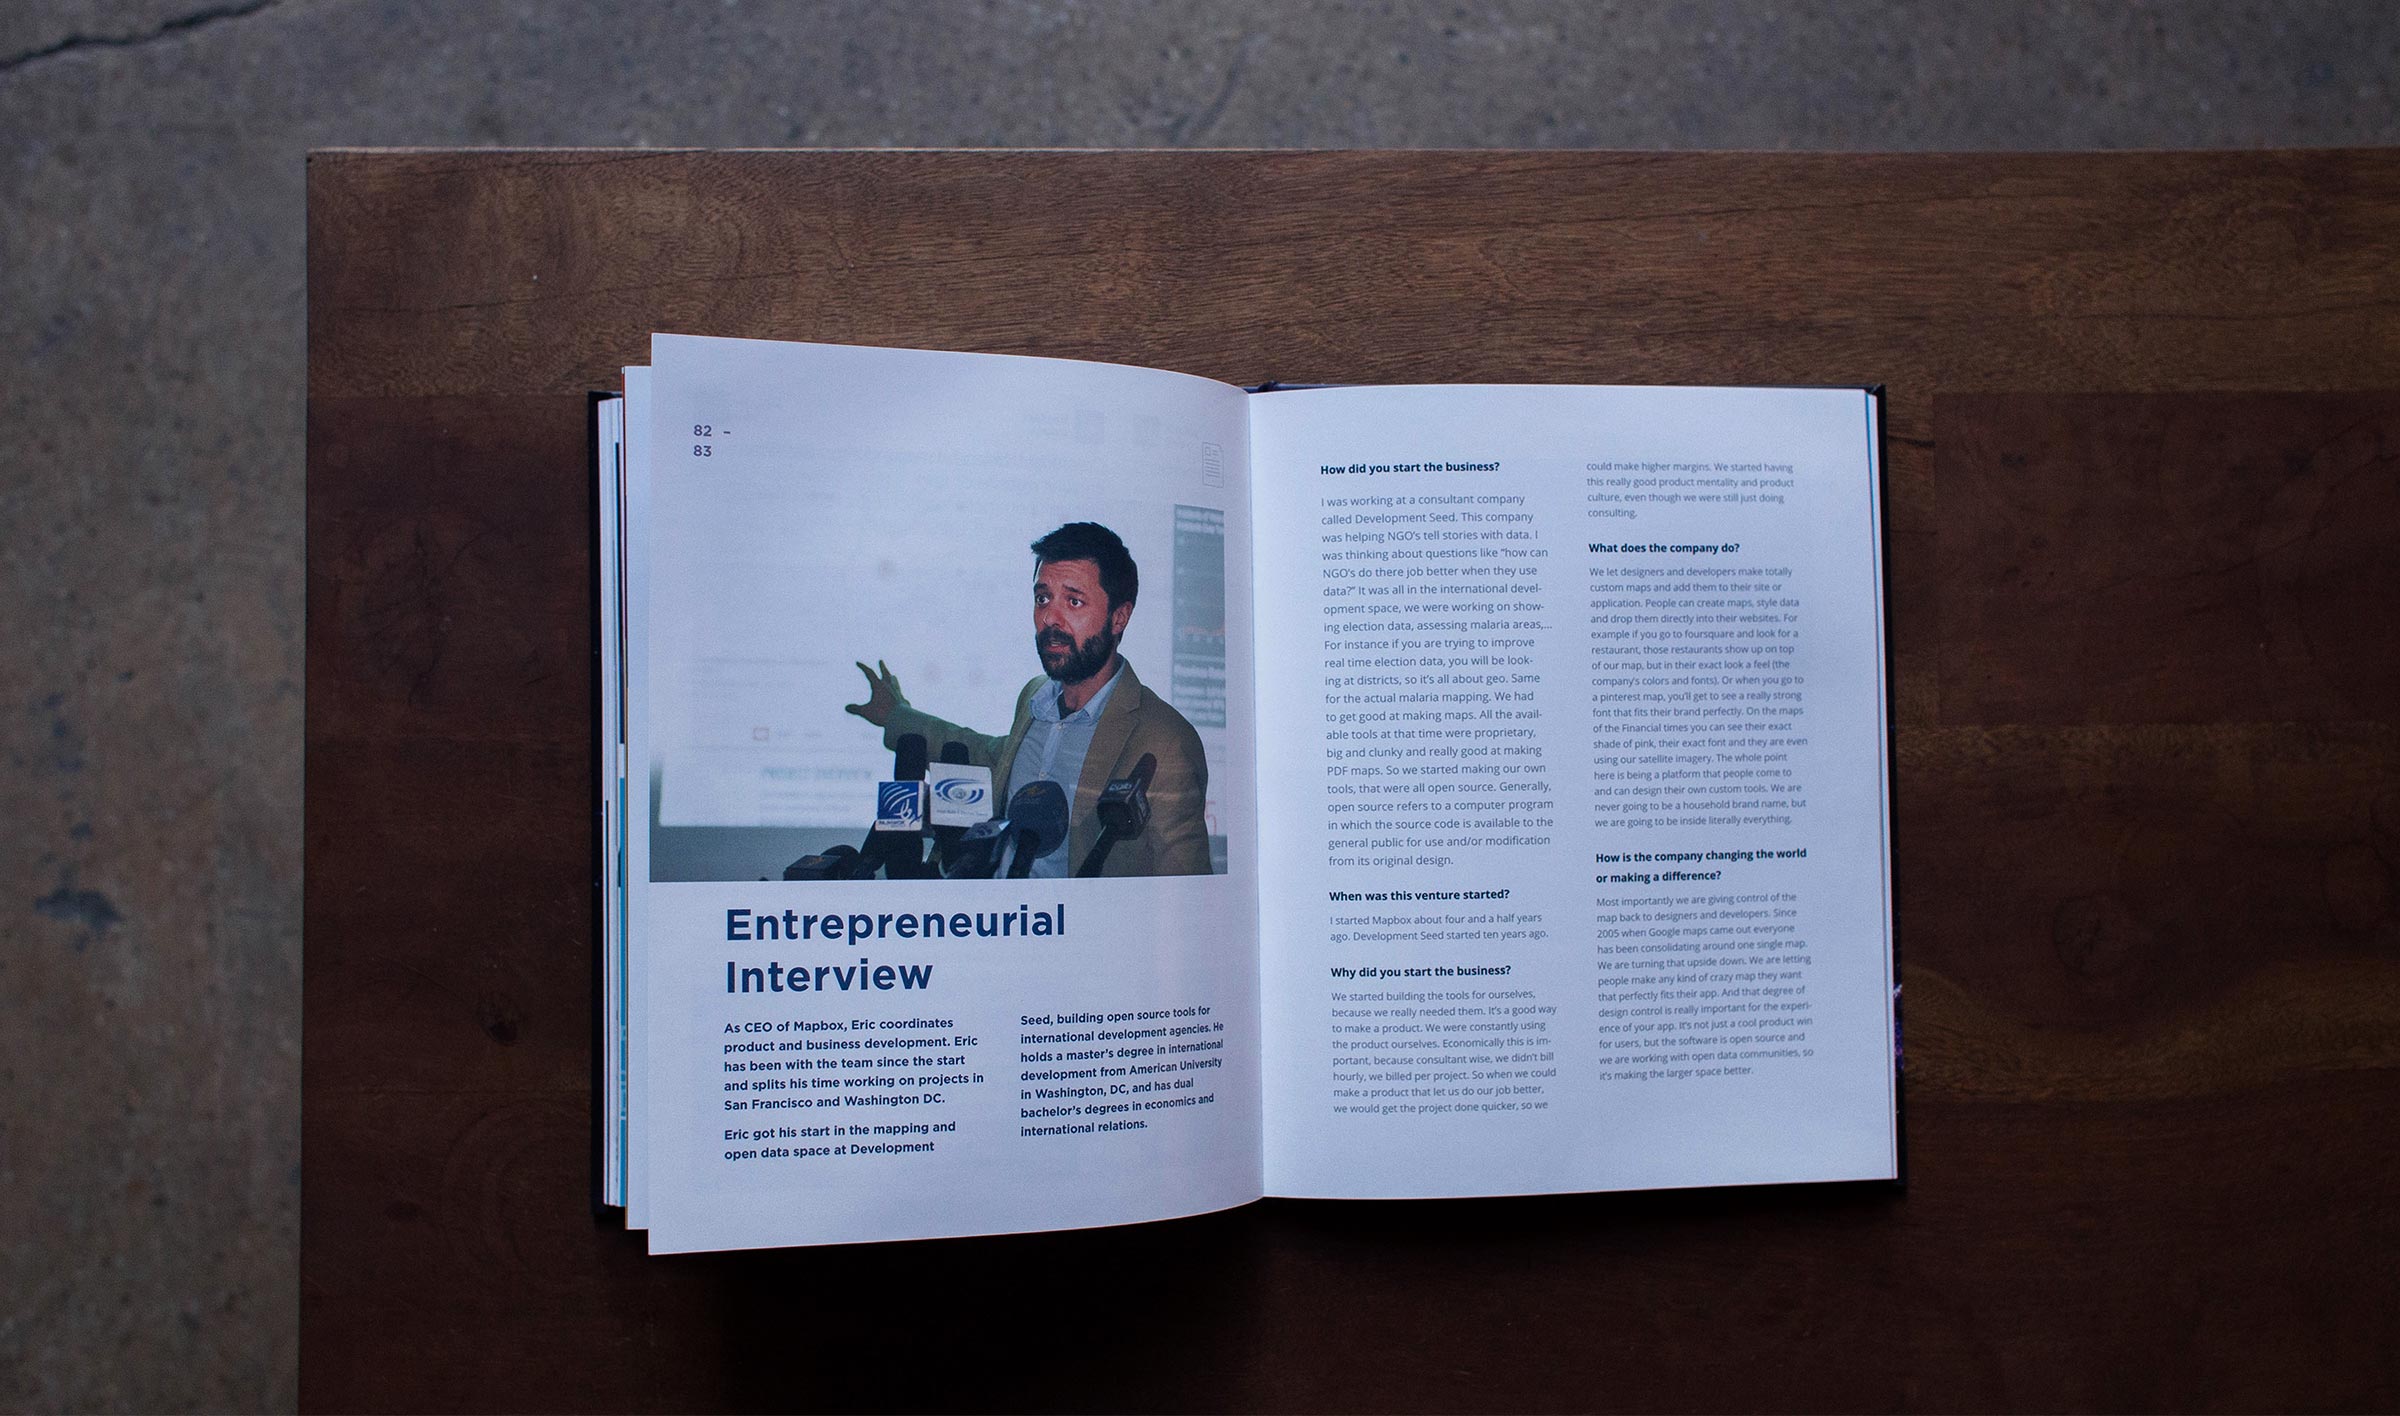 82 –
83
Entrepreneurial
Interview
As CEO of Mapbox, Eric coordinates
product and business development. Eric
has been with the team since the start
and splits his time working on projects in
San Francisco and Washington DC.
Eric got his start in the mapping and
open data space at Development
Seed, building open source tools for
international development agencies. He
holds a master's degree in international
development from American University
in Washington, DC, and has dual
bachelor's degrees in economics and
international relations.
How did you start the business?
I was working at a consultant company
called Development Seed. This company
was helping NGO's tell stories with data. I
was thinking about questions like "how can
NGO's do there job better when they use
data?" It was all in the international devel-
opment space, we were working on show-
ing election data, assessing malaria areas,...
For instance if you are trying to improve
real time election data, you will be look-
ing at districts, so it's all about geo. Same
for the actual malaria mapping. We had
to get good at making maps. All the avail-
able tools at that time were proprietary,
big and clunky and really good at making
PDF maps. So we started making our own
tools, that were all open source. Generally,
open source refers to a computer program
in which the source code is available to the
general public for use and/or modification
from its original design.
When was this venture started?
I started Mapbox about four and a half years
ago. Development Seed started ten years ago.
Why did you start the business?
We started building the tools for ourselves,
because we really needed them. It's a good way
to make a product. We were constantly using
the product ourselves. Economically this is im-
portant, because consultant wise, we didn't bill
hourly, we billed per project. So when we could
make a product that let us do our job better,
we would get the project done quicker, so we
could make higher margins. We started having
this really good product mentality and product
culture, even though we were still just doing
consulting.
What does the company do?
We let designers and developers make totally
custom maps and add them to their site or
application. People can create maps, style data
and drop them directly into their websites. For
example if you go to foursquare and look for a
restaurant, those restaurants show up on top
of our map, but in their exact look a feel (the
company's colors and fonts). Or when you go to
a pinterest map, you'll get to see a really strong
font that fits their brand perfectly. On the maps
of the Financial times you can see their exact
shade of pink, their exact font and they are even
using our satellite imagery. The whole point
here is being a platform that people come to
and can design their own custom tools. We are
never going to be a household brand name, but
we are going to be inside literally everything.
How is the company changing the world
or making a difference?
Most importantly we are giving control of the
map back to designers and developers. Since
2005 when Google maps came out everyone
has been consolidating around one single map.
We are turning that upside down. We are letting
people make any kind of crazy map they want
that perfectly fits their app. And that degree of
design control is really important for the experi-
ence of your app. It's not just a cool product win
for users, but the software is open source and
we are working with open data communities, so
it's making the larger space better.